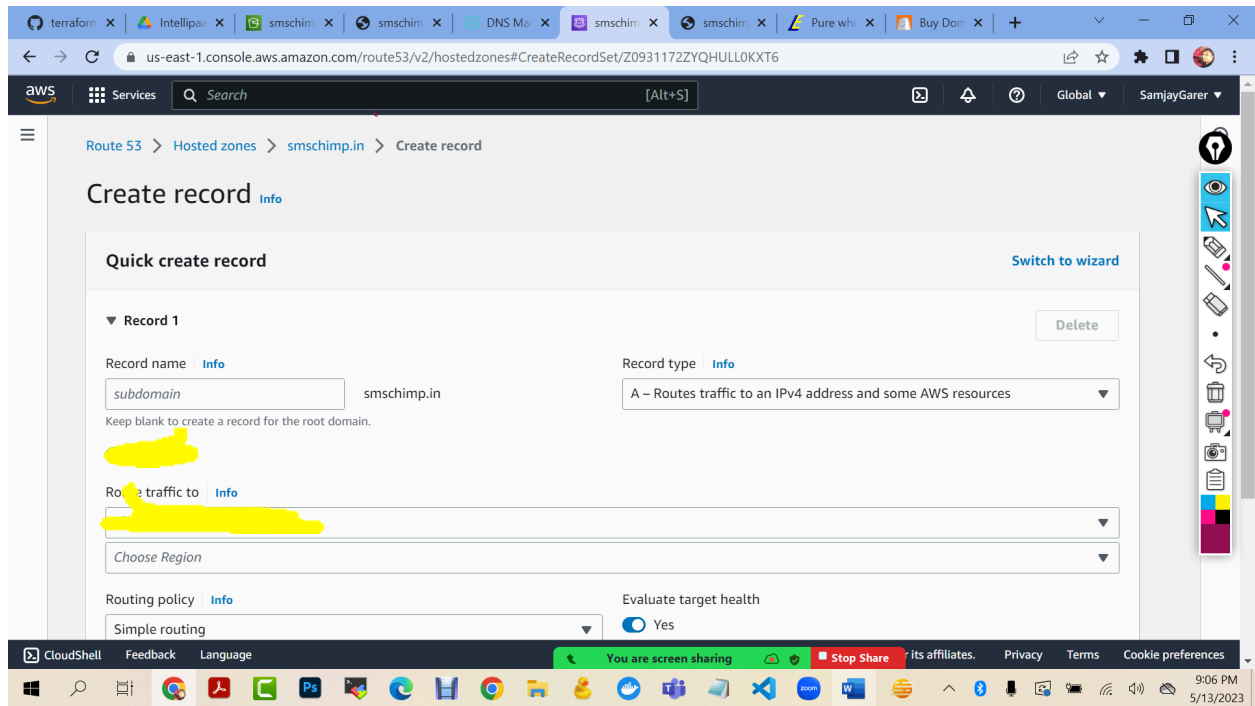 terraform
Intellipaa
smschim
smschim
DNS Ma
smschim
smschim
Pure whi
Buy Dom
us-east-1.console.aws.amazon.com/route53/v2/hostedzones#CreateRecordSet/Z0931172ZYQHULL0KXT6
aws
Services
Search
[Alt+S]
Global
SamjayGarer
Route 53 > Hosted zones > smschimp.in > Create record
Create record Info
Quick create record
Switch to wizard
Record 1
Delete
Record name Info
Record type Info
subdomain
smschimp.in
A – Routes traffic to an IPv4 address and some AWS resources
Keep blank to create a record for the root domain.
traffic to Info
Choose Region
Routing policy Info
Evaluate target health
Simple routing
Yes
CloudShell
Feedback
Language
You are screen sharing
Stop Share
r its affiliates.
Privacy
Terms
Cookie preferences
Ps
zoom
W
9:06 PM
5/13/2023